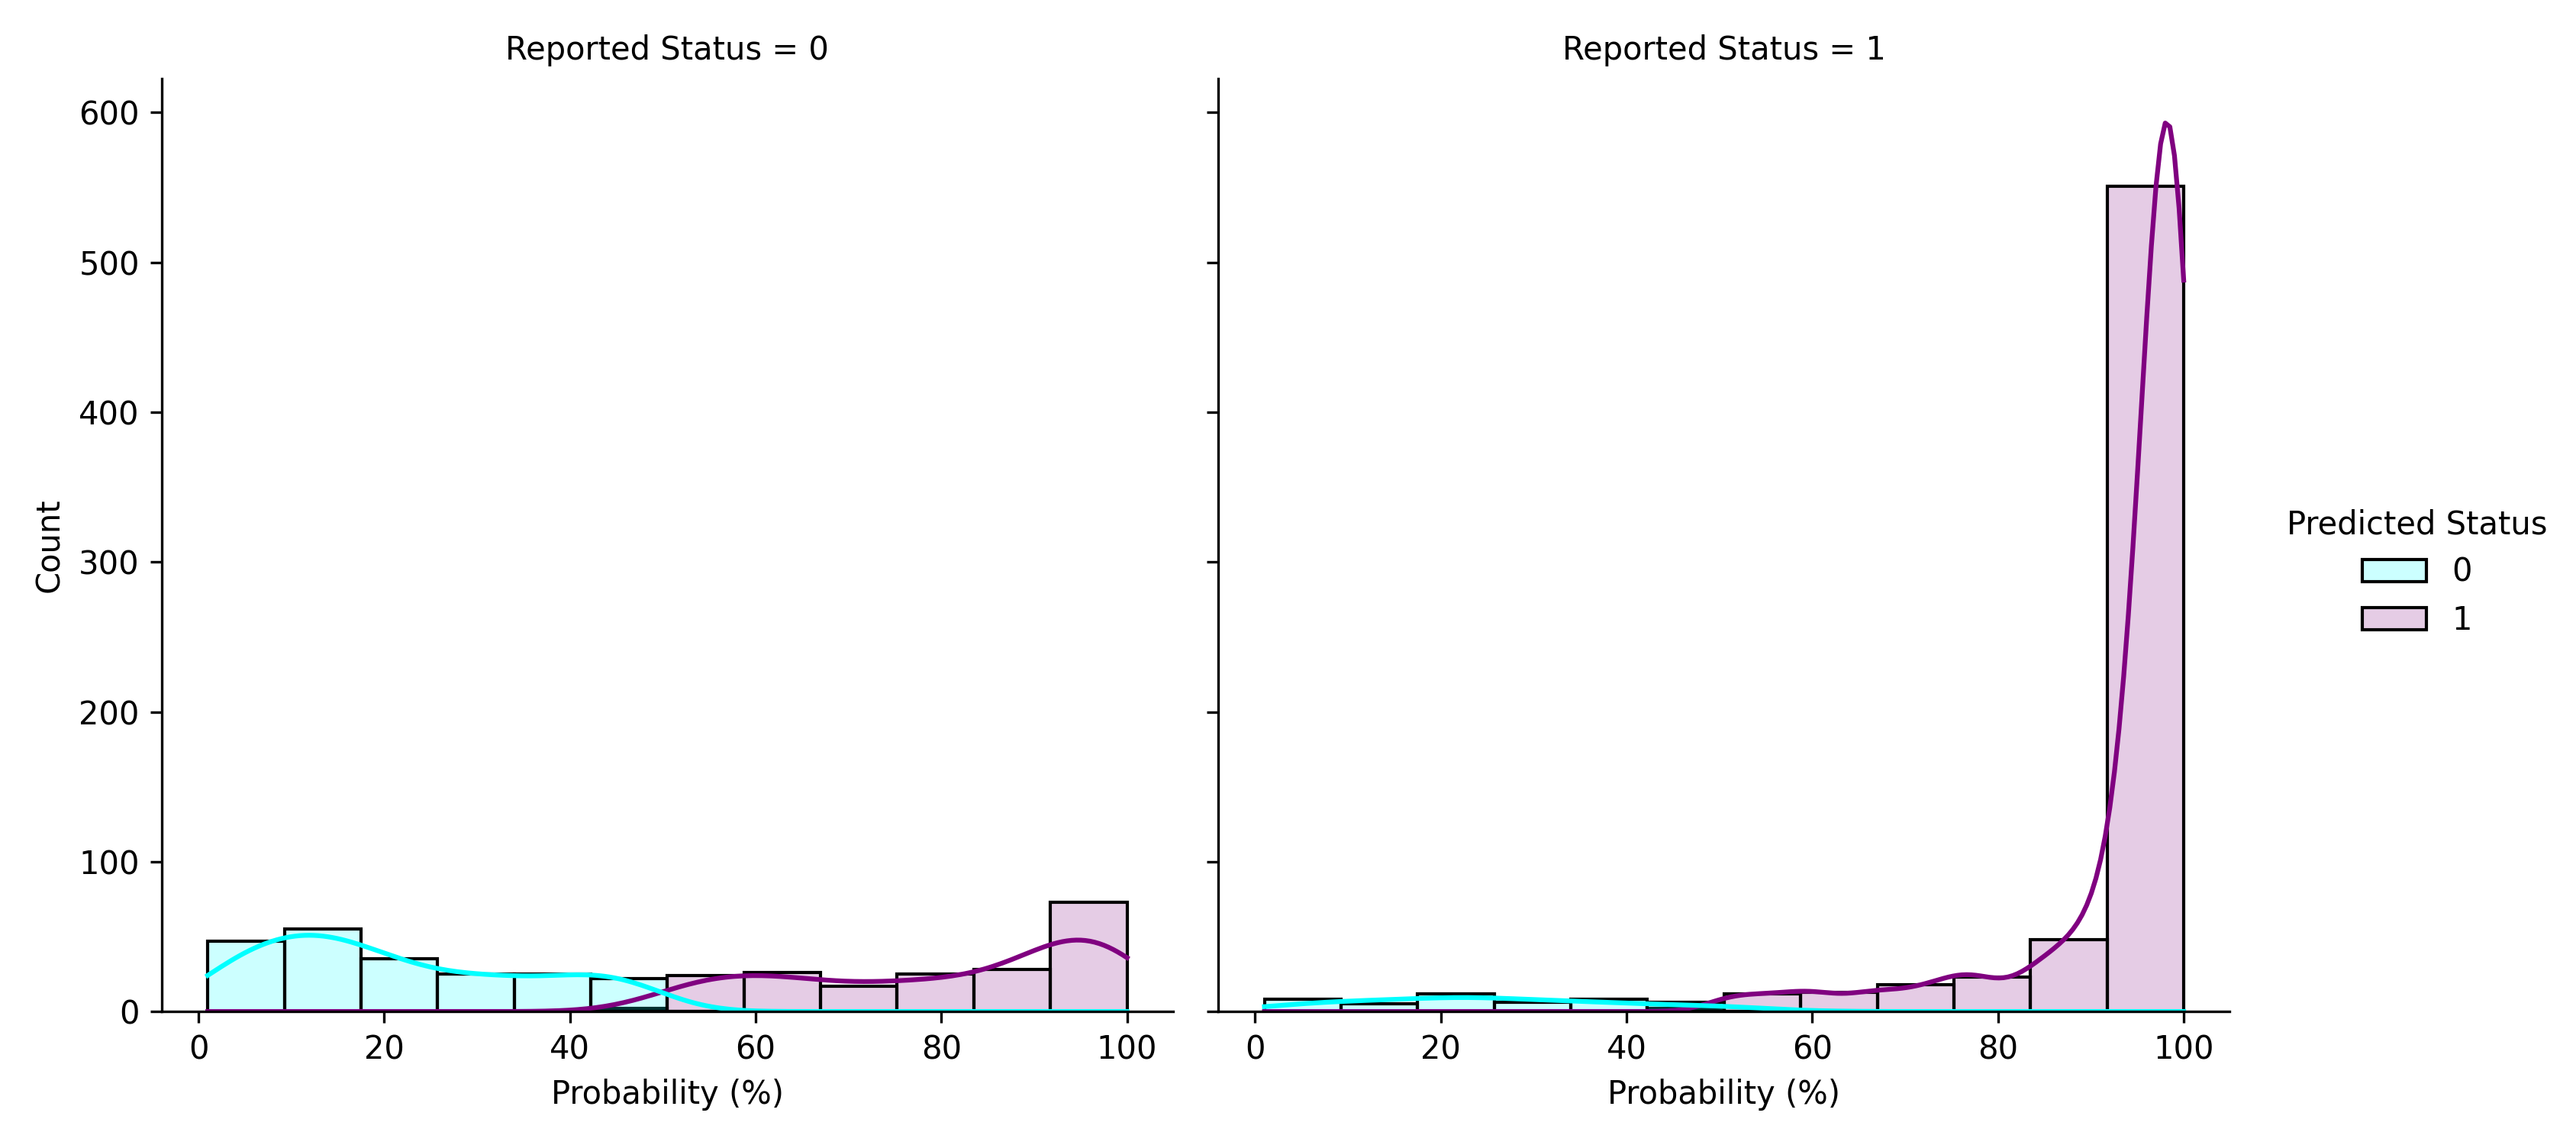 Reported Status = 0
Reported Status = 1
600
500
400
300
200
100
0
Count
0 20 40 60 80 100
0 20 40 60 80 100
Probability (%)
Probability (%)
Predicted Status
0
1